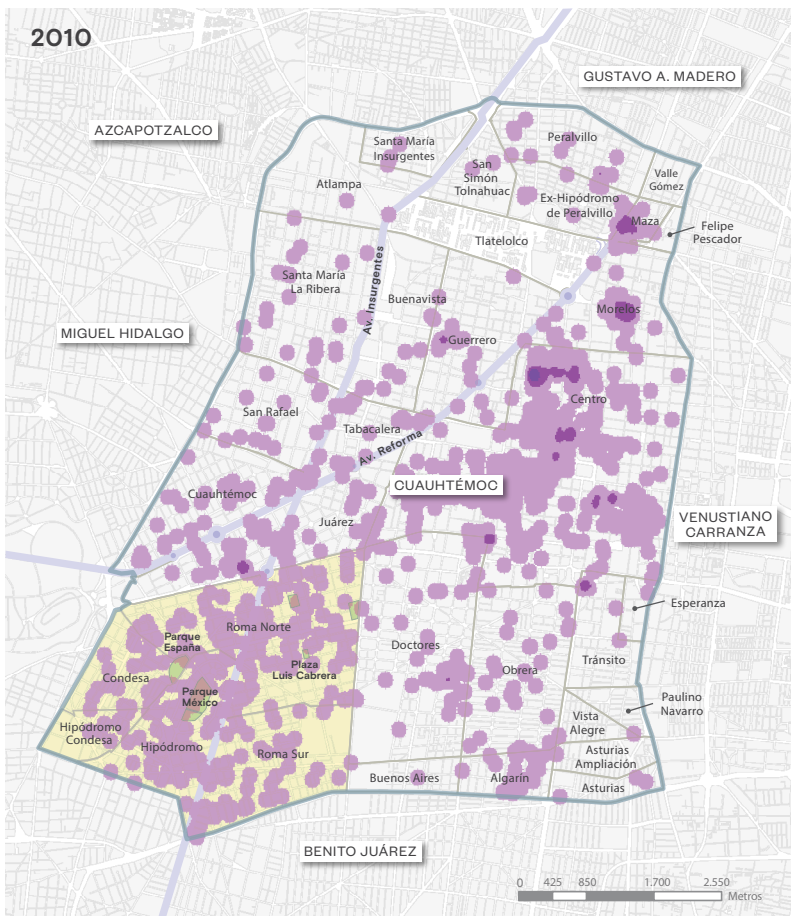 2010
GUSTAVO A. MADERO
AZCAPOTZALCO
Santa María
Insurgentes
Peralvillo
San
Simón
Tolnahuac
Valle
Gómez
Atlampa
Ex-Hipódromo
de Peralvillo
Maza
Felipe
Pescador
Tlatelolco
Santa María
La Ribera
Av. Insurgentes
Buenavista
Morelos
MIGUEL HIDALGO
Guerrero
Centro
San Rafael
Tabacalera
Av. Reforma
CUAUHTÉMOC
Cuauhtémoc
Juárez
VENUSTIANO
CARRANZA
Esperanza
Roma Norte
Parque
España
Doctores
Tránsito
Plaza
Luis Cabrera
Obrera
Condesa
Parque
México
Paulino
Navarro
Vista
Alegre
Hipódromo
Condesa
Hipódromo
Roma Sur
Asturias
Ampliación
Buenos Aires
Algarín
Asturias
BENITO JUÁREZ
0 425 850 1.700 2.550
Metros